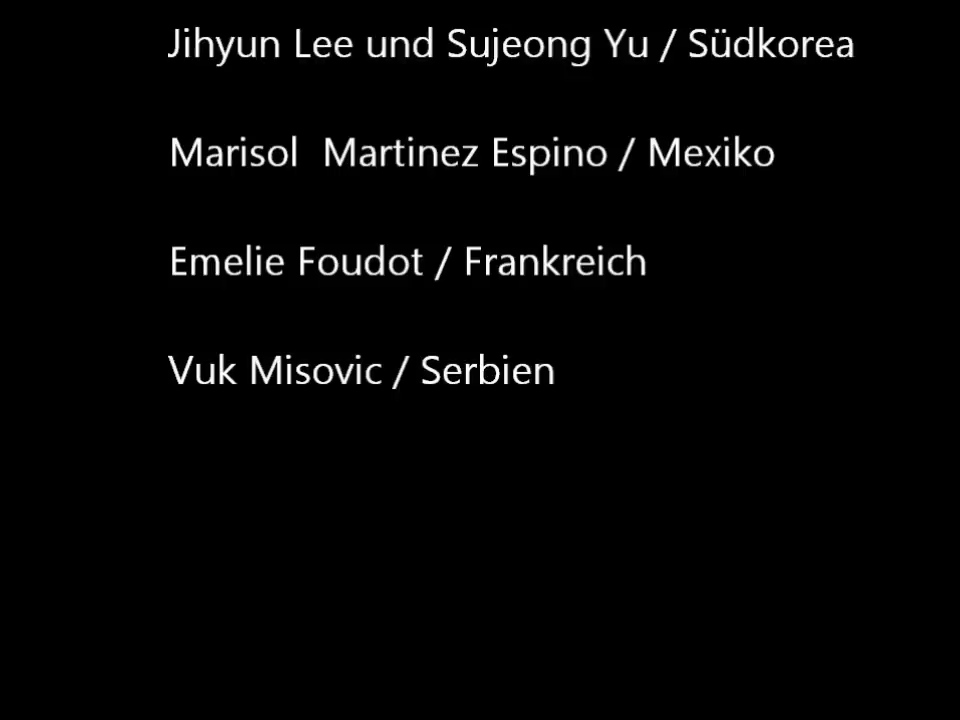 Jihyun Lee und Sujeong Yu / Südkorea
Marisol  Martinez Espino / Mexiko
Emelie Foudot / Frankreich
Vuk Misovic / Serbien